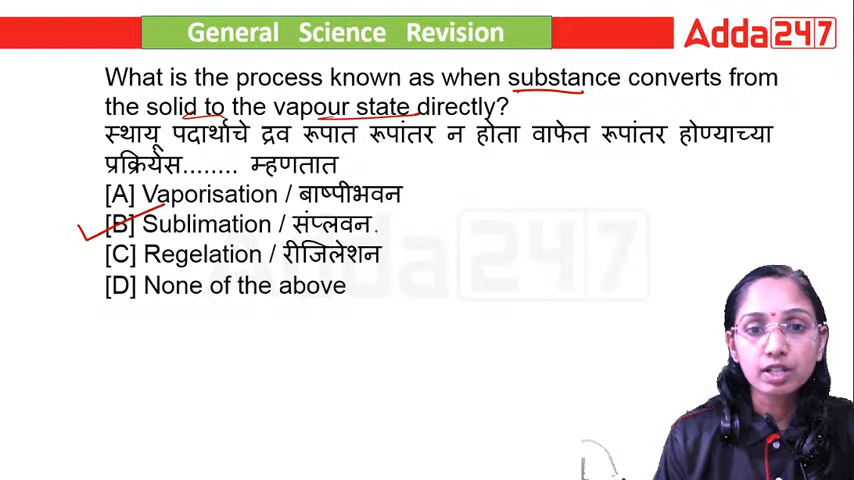 General Science Revision
Adda247
What is the process known as when substance converts from
the solid to the vapour state directly?
स्थायू पदार्थाचे द्रव रूपात रूपांतर न होता वाफेत रूपांतर होण्याच्या
प्रक्रियेस........ म्हणतात
[A] Vaporisation / बाष्पीभवन
[B] Sublimation / संप्लवन.
[C] Regelation / रीजिलेशन
[D] None of the above
Adda247